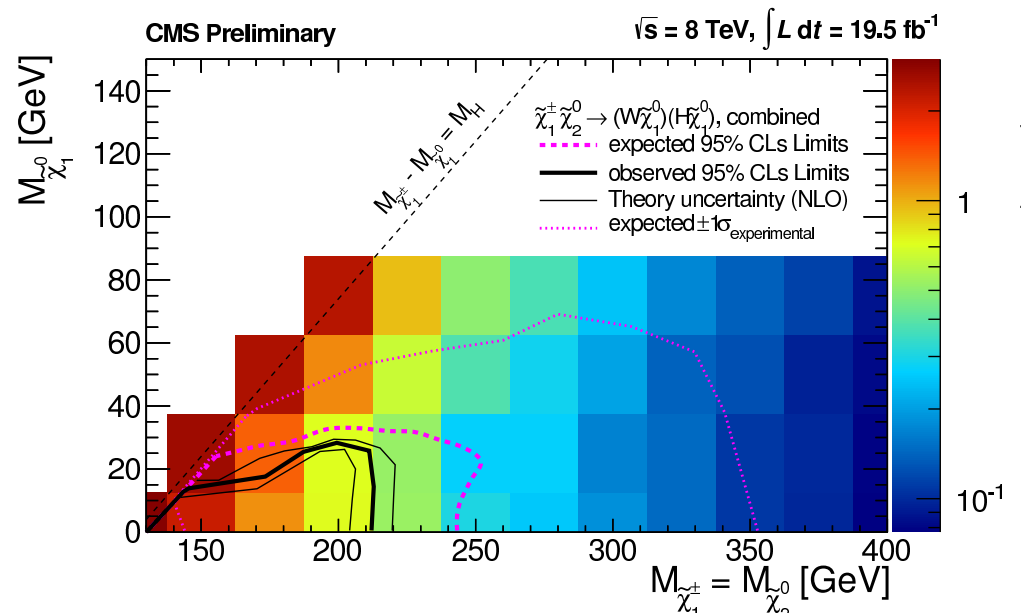 CMS Preliminary
√s = 8 TeV, ∫ L dt = 19.5 fb⁻¹
M_χ̃₁⁰ [GeV]
140
120
100
80
60
40
20
0
M_χ̃₁± - M_χ̃₁⁰ = M_H
χ̃₁± χ̃₂⁰ → (Wχ̃₁⁰)(Hχ̃₁⁰), combined
expected 95% CLs Limits
observed 95% CLs Limits
Theory uncertainty (NLO)
expected±1σ_experimental
1
10⁻¹
150 200 250 300 350 400
M_χ̃₁± = M_χ̃₂⁰ [GeV]